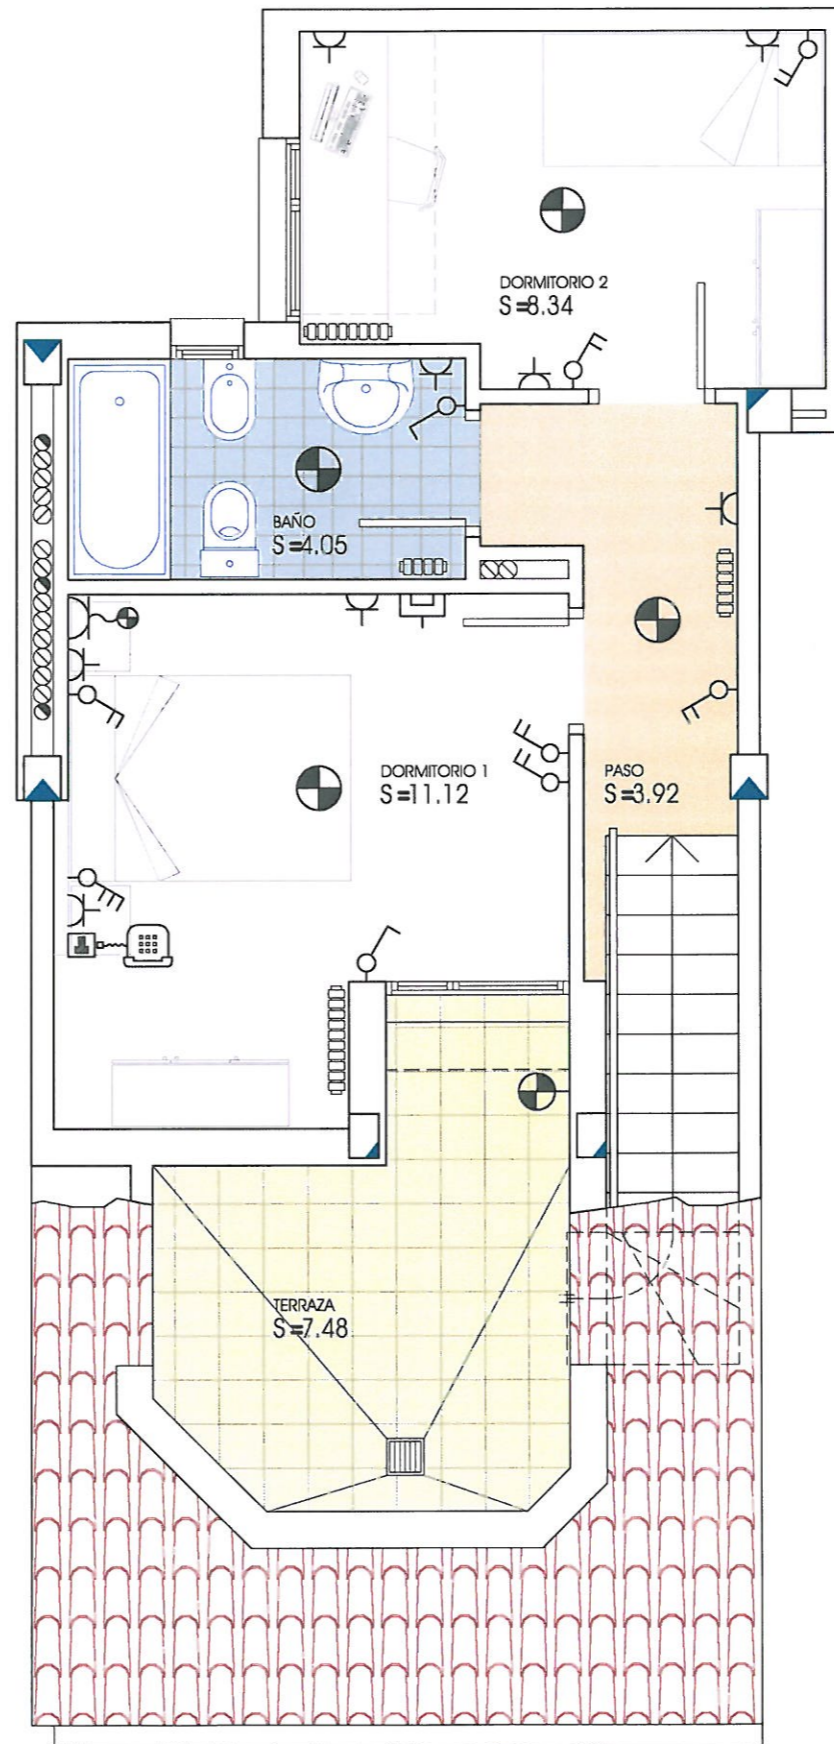 DORMITORIO 2
S=8.34
BAÑO
S=4.05
DORMITORIO 1
S=11.12
PASO
S=3.92
TERRAZA
S=7.48